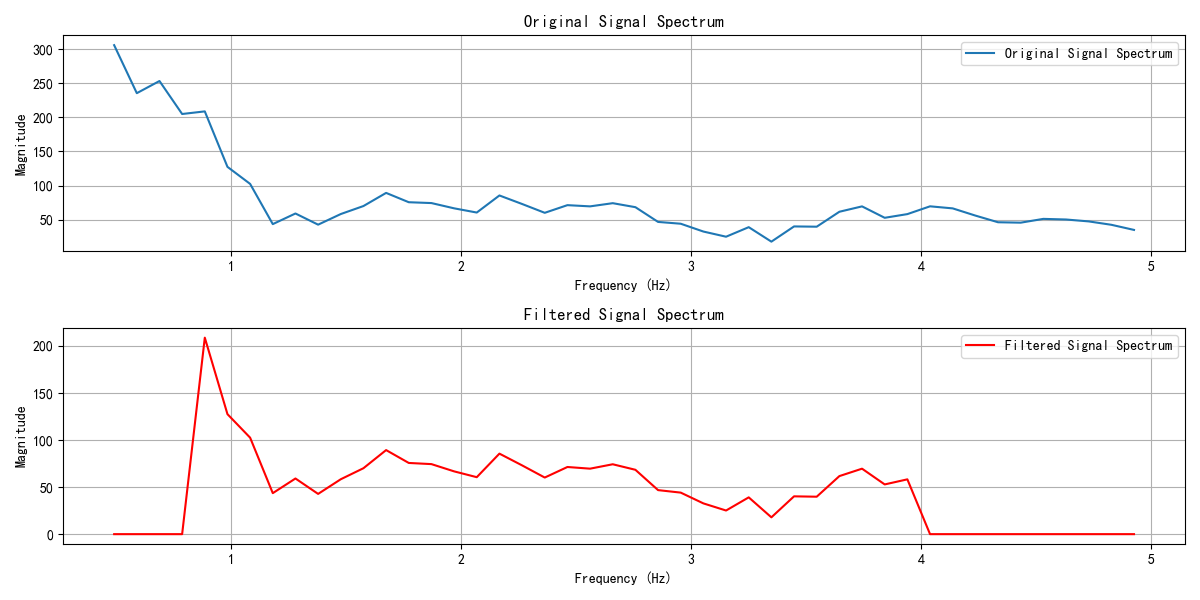 Original Signal Spectrum
300
250
200
150
100
50
Magnitude
Original Signal Spectrum
1 2 3 4 5
Frequency (Hz)
Filtered Signal Spectrum
200
150
100
50
0
Magnitude
Filtered Signal Spectrum
1 2 3 4 5
Frequency (Hz)